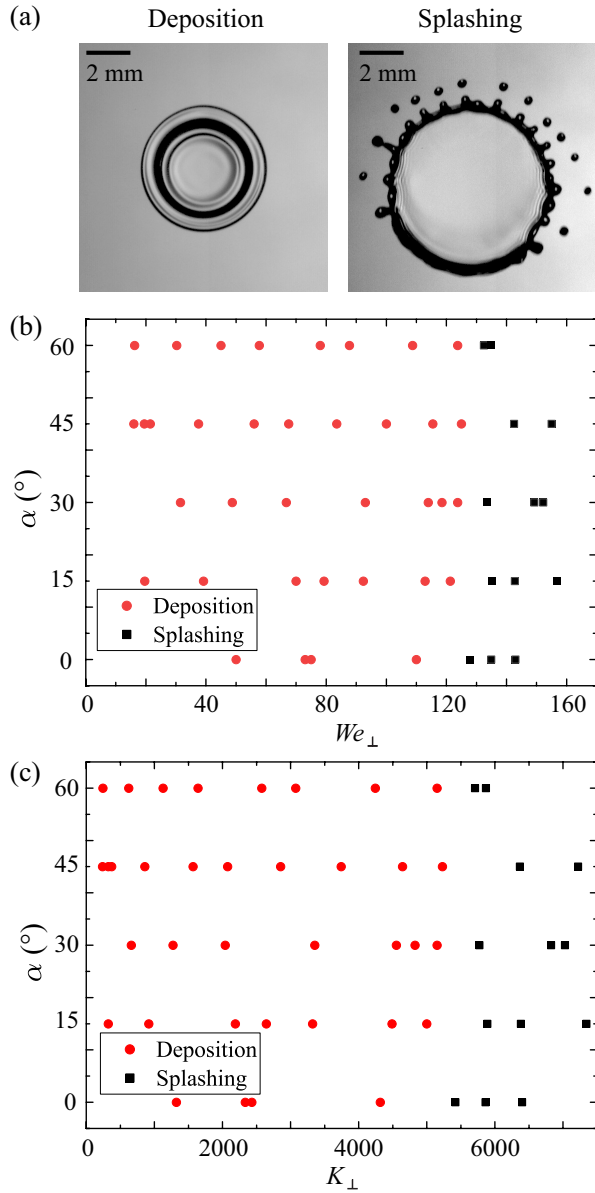 (a)
Deposition
Splashing
2 mm
2 mm
(b)
60
45
30
15
0
α (°)
Deposition
Splashing
0
40
80
120
160
We⊥
(c)
60
45
30
15
0
α (°)
Deposition
Splashing
0
2000
4000
6000
K⊥